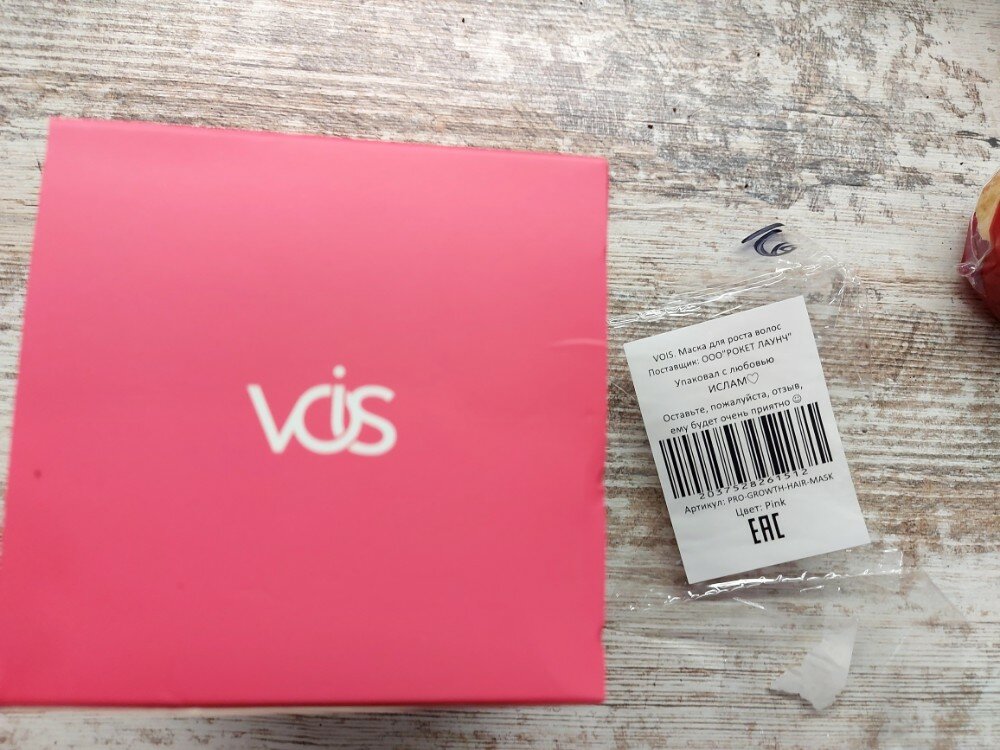 VOIS
VOIS. Маска для роста волос
Поставщик: ООО"РОКЕТ ЛАУНЧ"
Упаковал с любовью
ИСЛАМ♡
Оставьте, пожалуйста, отзыв,
ему будет очень приятно ☺
2037528261512
Артикул: PRO-GROWTH-HAIR-MASK
Цвет: Pink
EAC